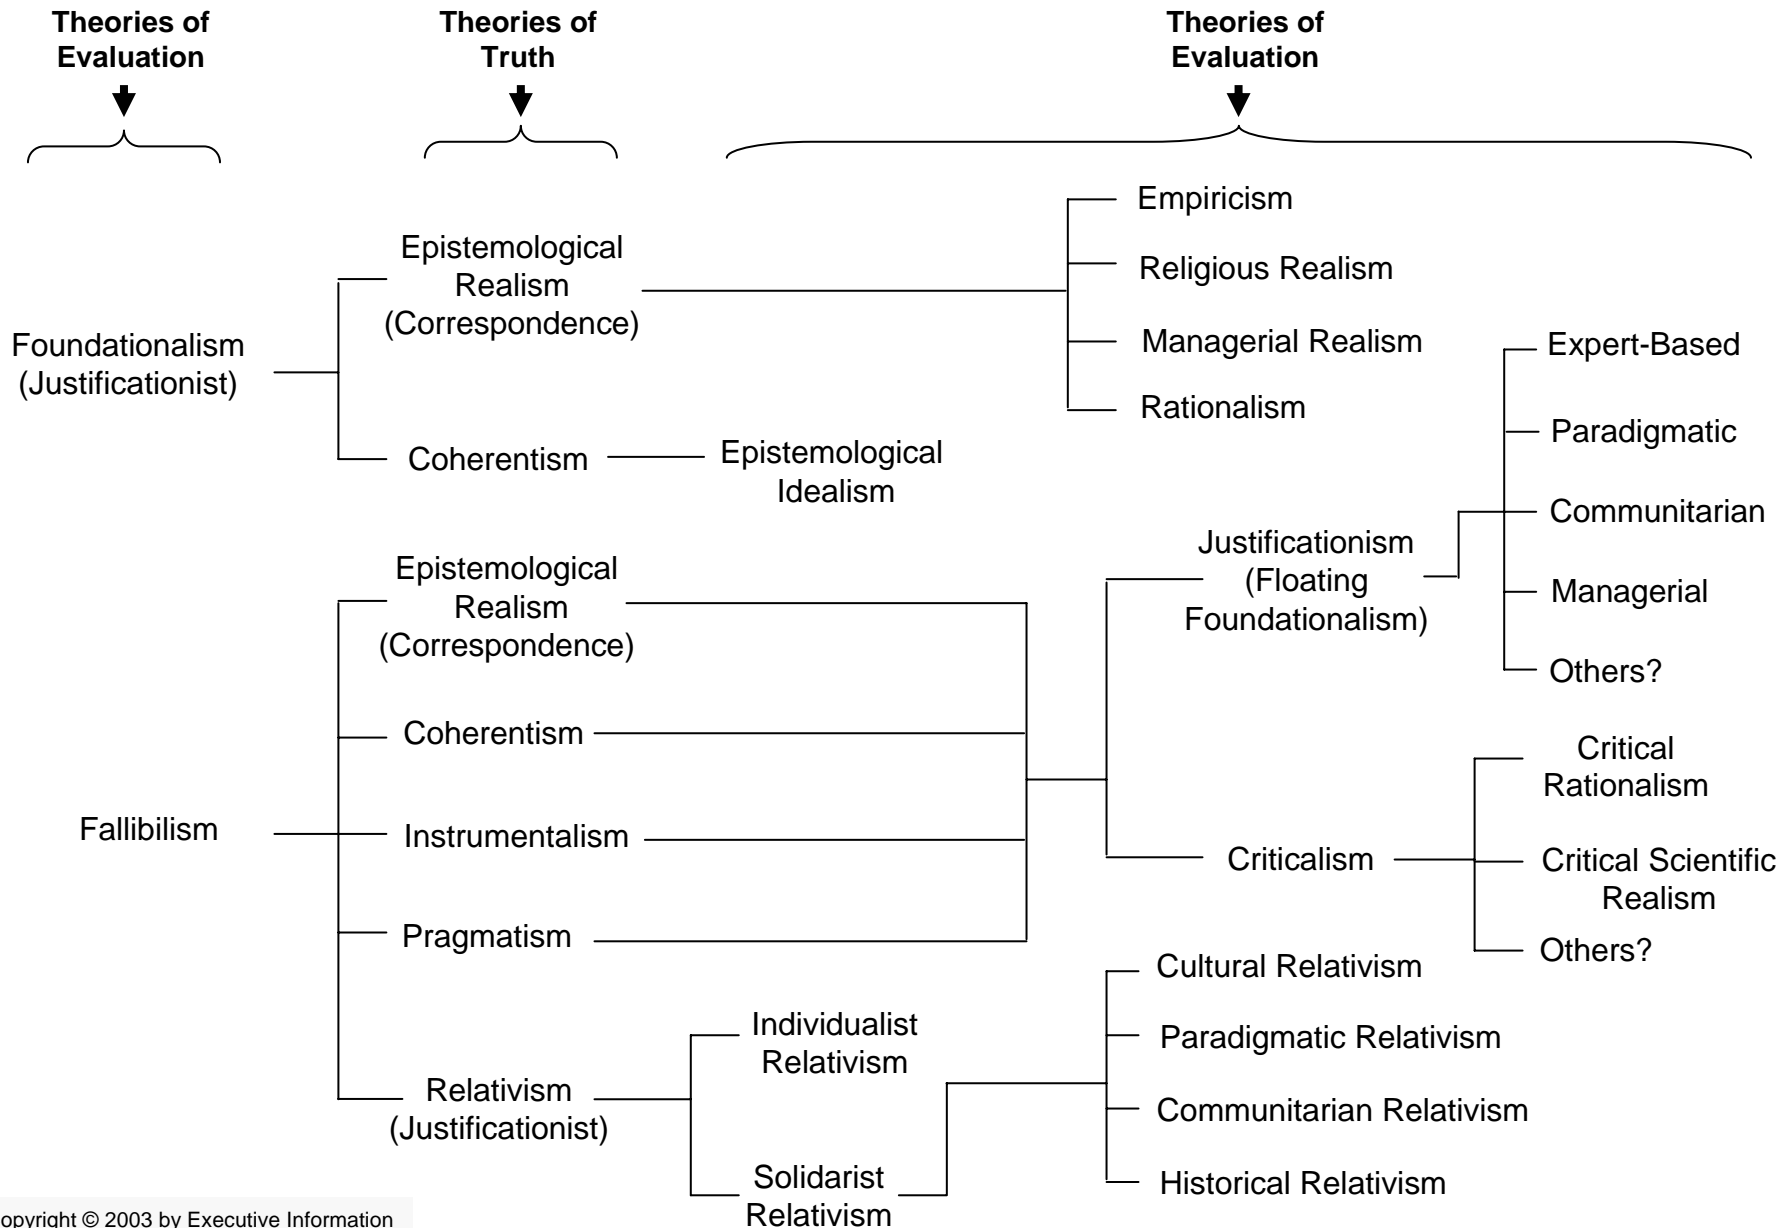 Theories of
Evaluation
Theories of
Truth
Theories of
Evaluation
Foundationalism
(Justificationist)
Epistemological
Realism
(Correspondence)
Empiricism
Religious Realism
Managerial Realism
Rationalism
Coherentism
Epistemological
Idealism
Fallibilism
Epistemological
Realism
(Correspondence)
Coherentism
Instrumentalism
Pragmatism
Justificationism
(Floating
Foundationalism)
Expert-Based
Paradigmatic
Communitarian
Managerial
Others?
Criticalism
Critical
Rationalism
Critical Scientific
Realism
Others?
Relativism
(Justificationist)
Individualist
Relativism
Solidarist
Relativism
Cultural Relativism
Paradigmatic Relativism
Communitarian Relativism
Historical Relativism
opyright © 2003 by Executive Information